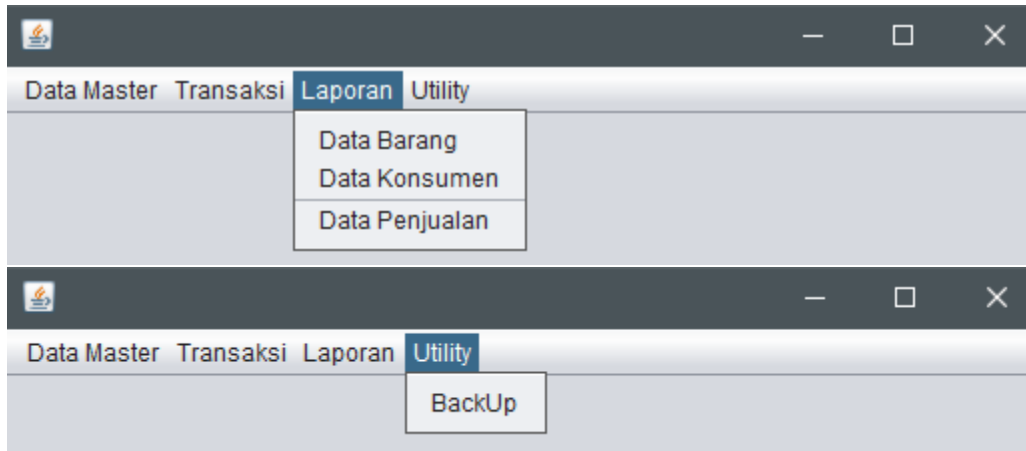 Data Master Transaksi Laporan Utility
Data Barang
Data Konsumen
Data Penjualan
Data Master Transaksi Laporan Utility
BackUp